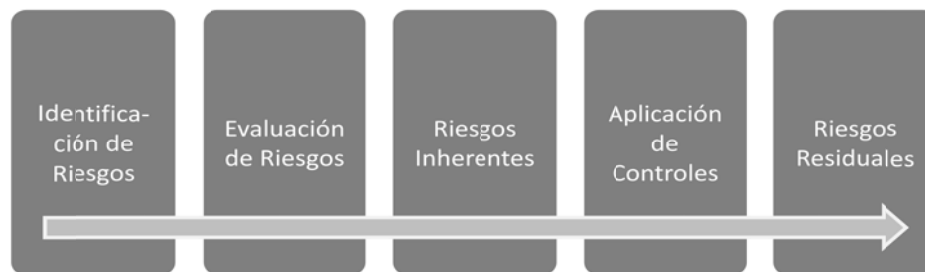 Identifica-
ción de
Riesgos
Evaluación
de Riesgos
Riesgos
Inherentes
Aplicación
de
Controles
Riesgos
Residuales